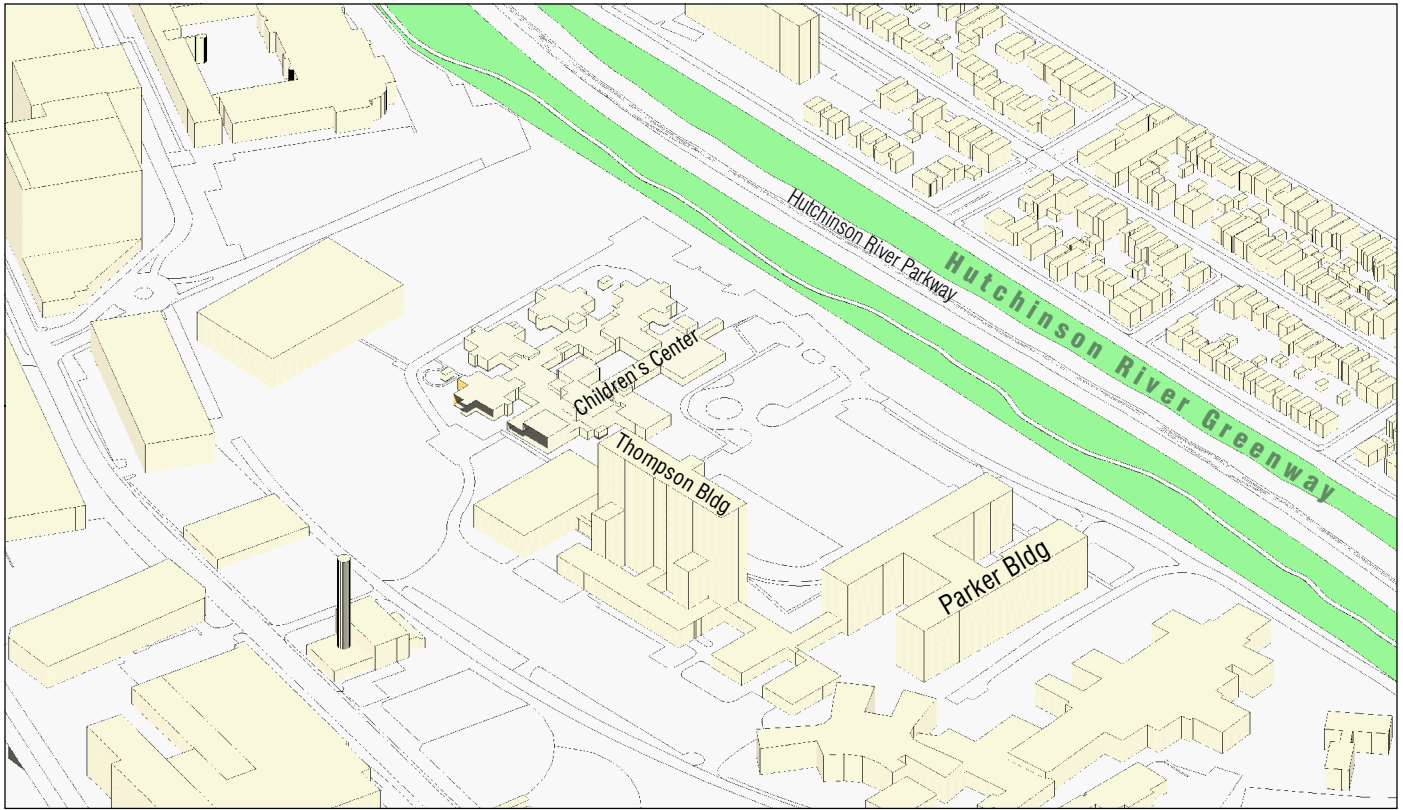 Hutchinson River Parkway
Hutchinson River Greenway
Children's Center
Thompson Bldg
Parker Bldg